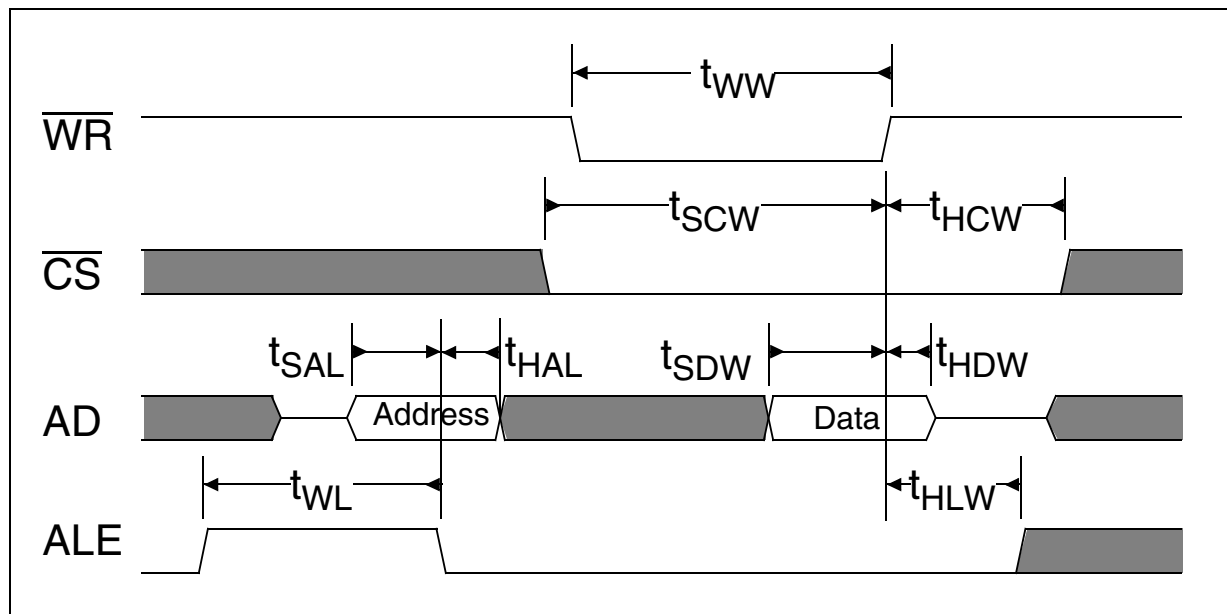 tWW
WR
tSCW
tHCW
CS
tSAL
tHAL
tSDW
tHDW
AD
Address
Data
tWL
tHLW
ALE